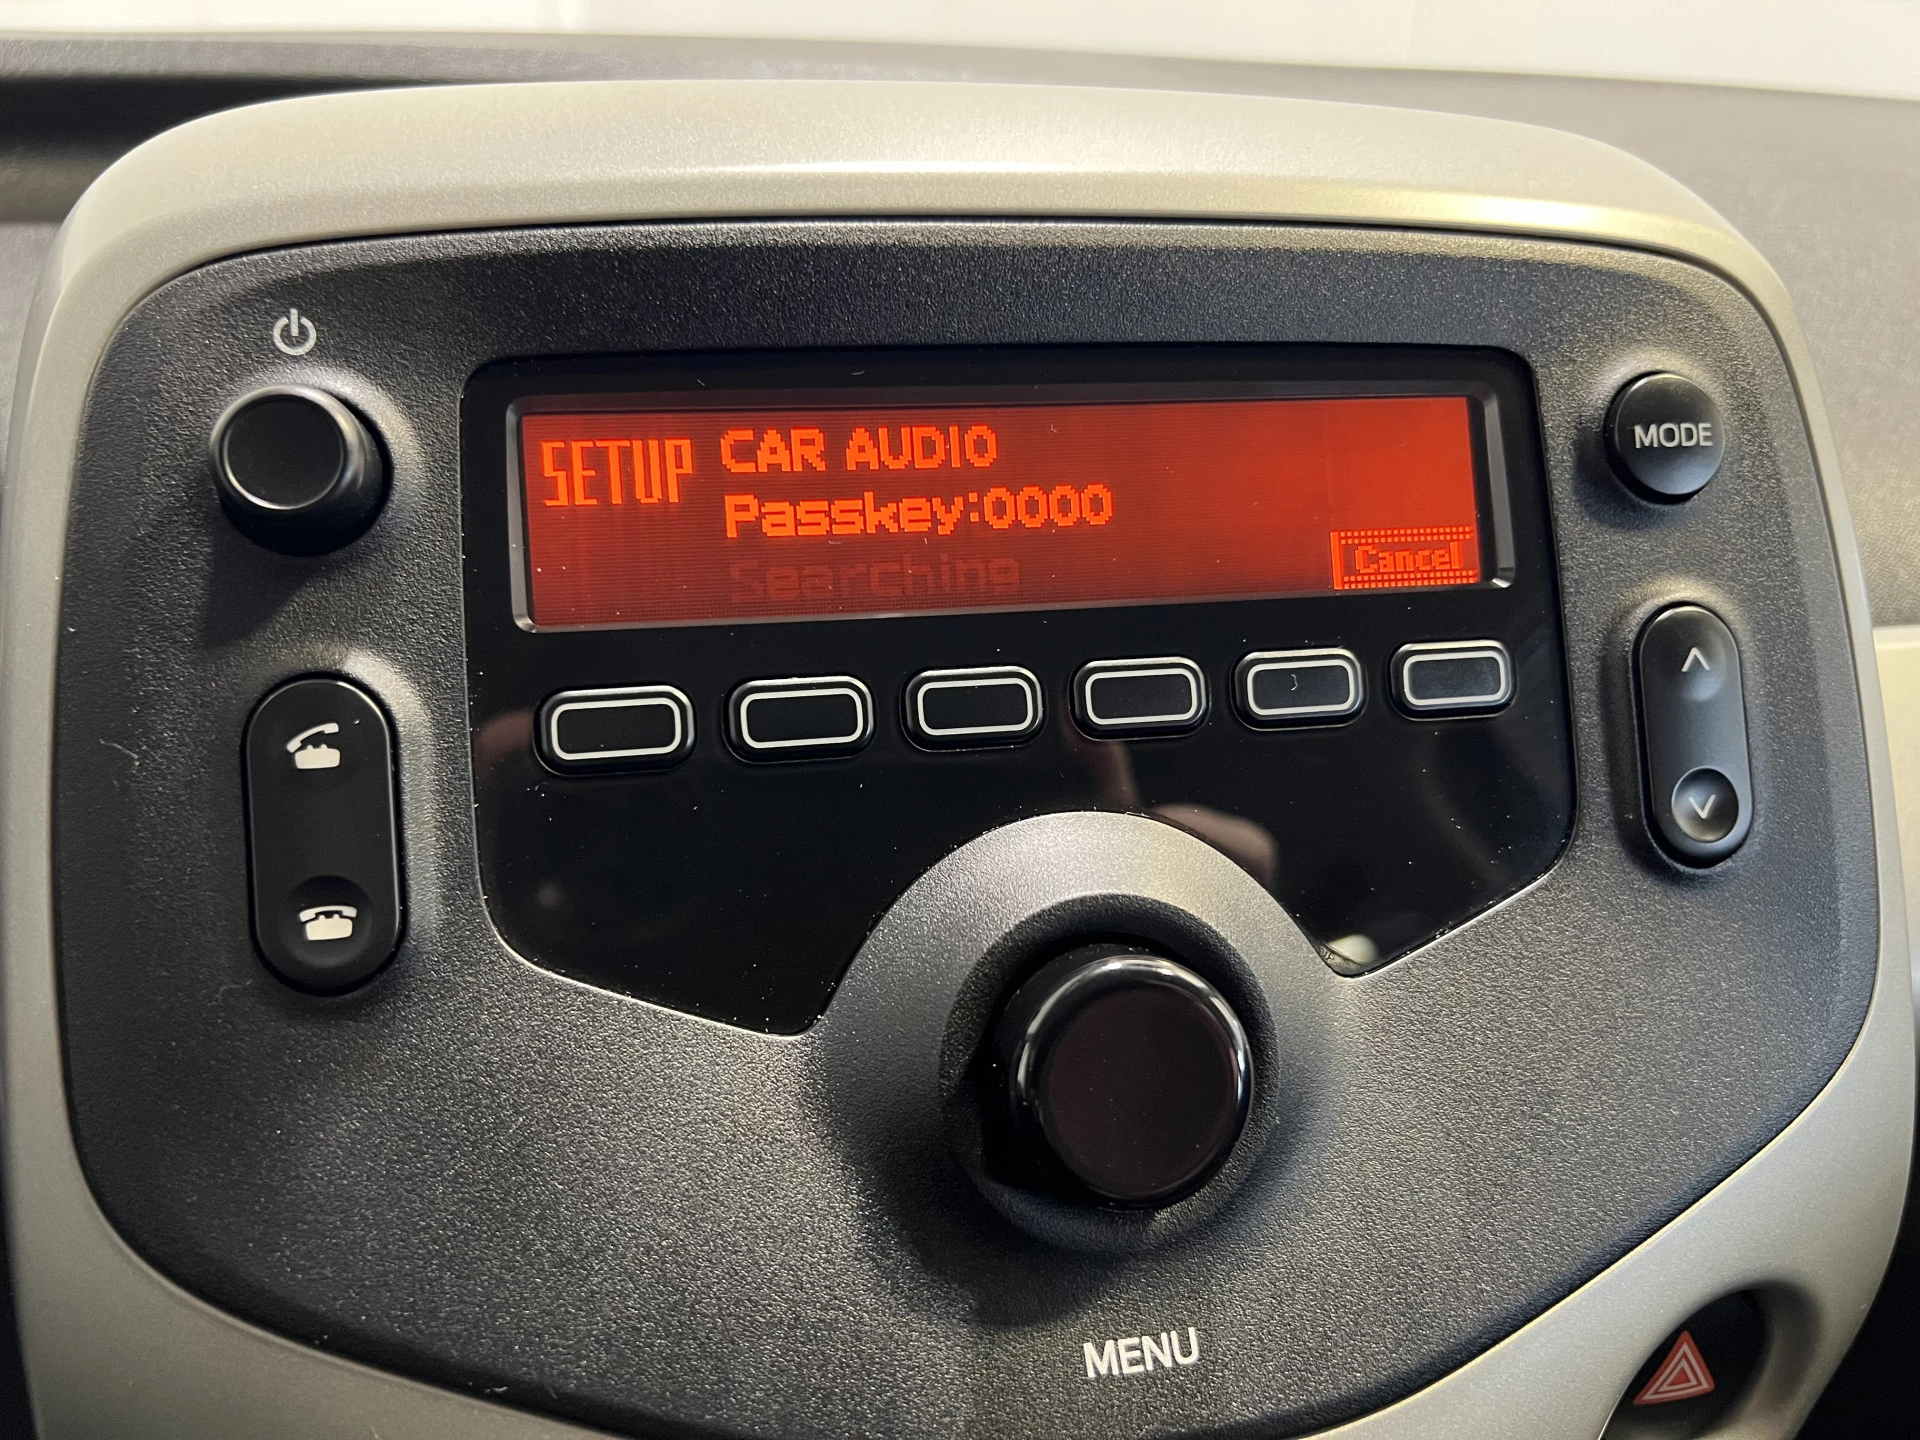 SETUP
CAR AUDIO
Passkey:0000
Searching
Cancel
MODE
MENU